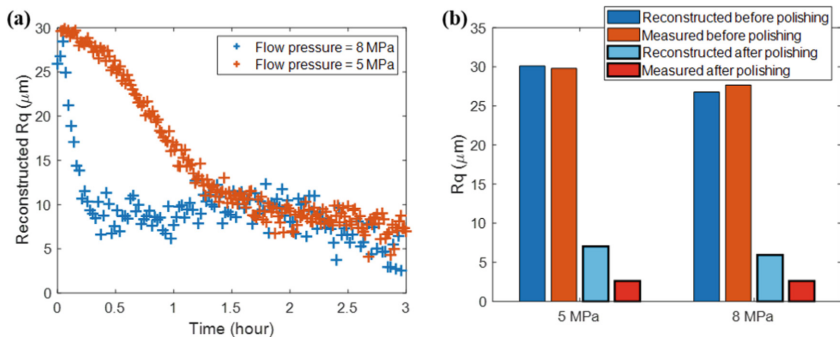 (a)
30
25
20
15
10
5
0
Reconstructed Rq (μm)
Flow pressure = 8 MPa
Flow pressure = 5 MPa
0
0.5
1
1.5
2
2.5
3
Time (hour)
(b)
35
30
25
20
15
10
5
0
Rq (μm)
Reconstructed before polishing
Measured before polishing
Reconstructed after polishing
Measured after polishing
5 MPa
8 MPa